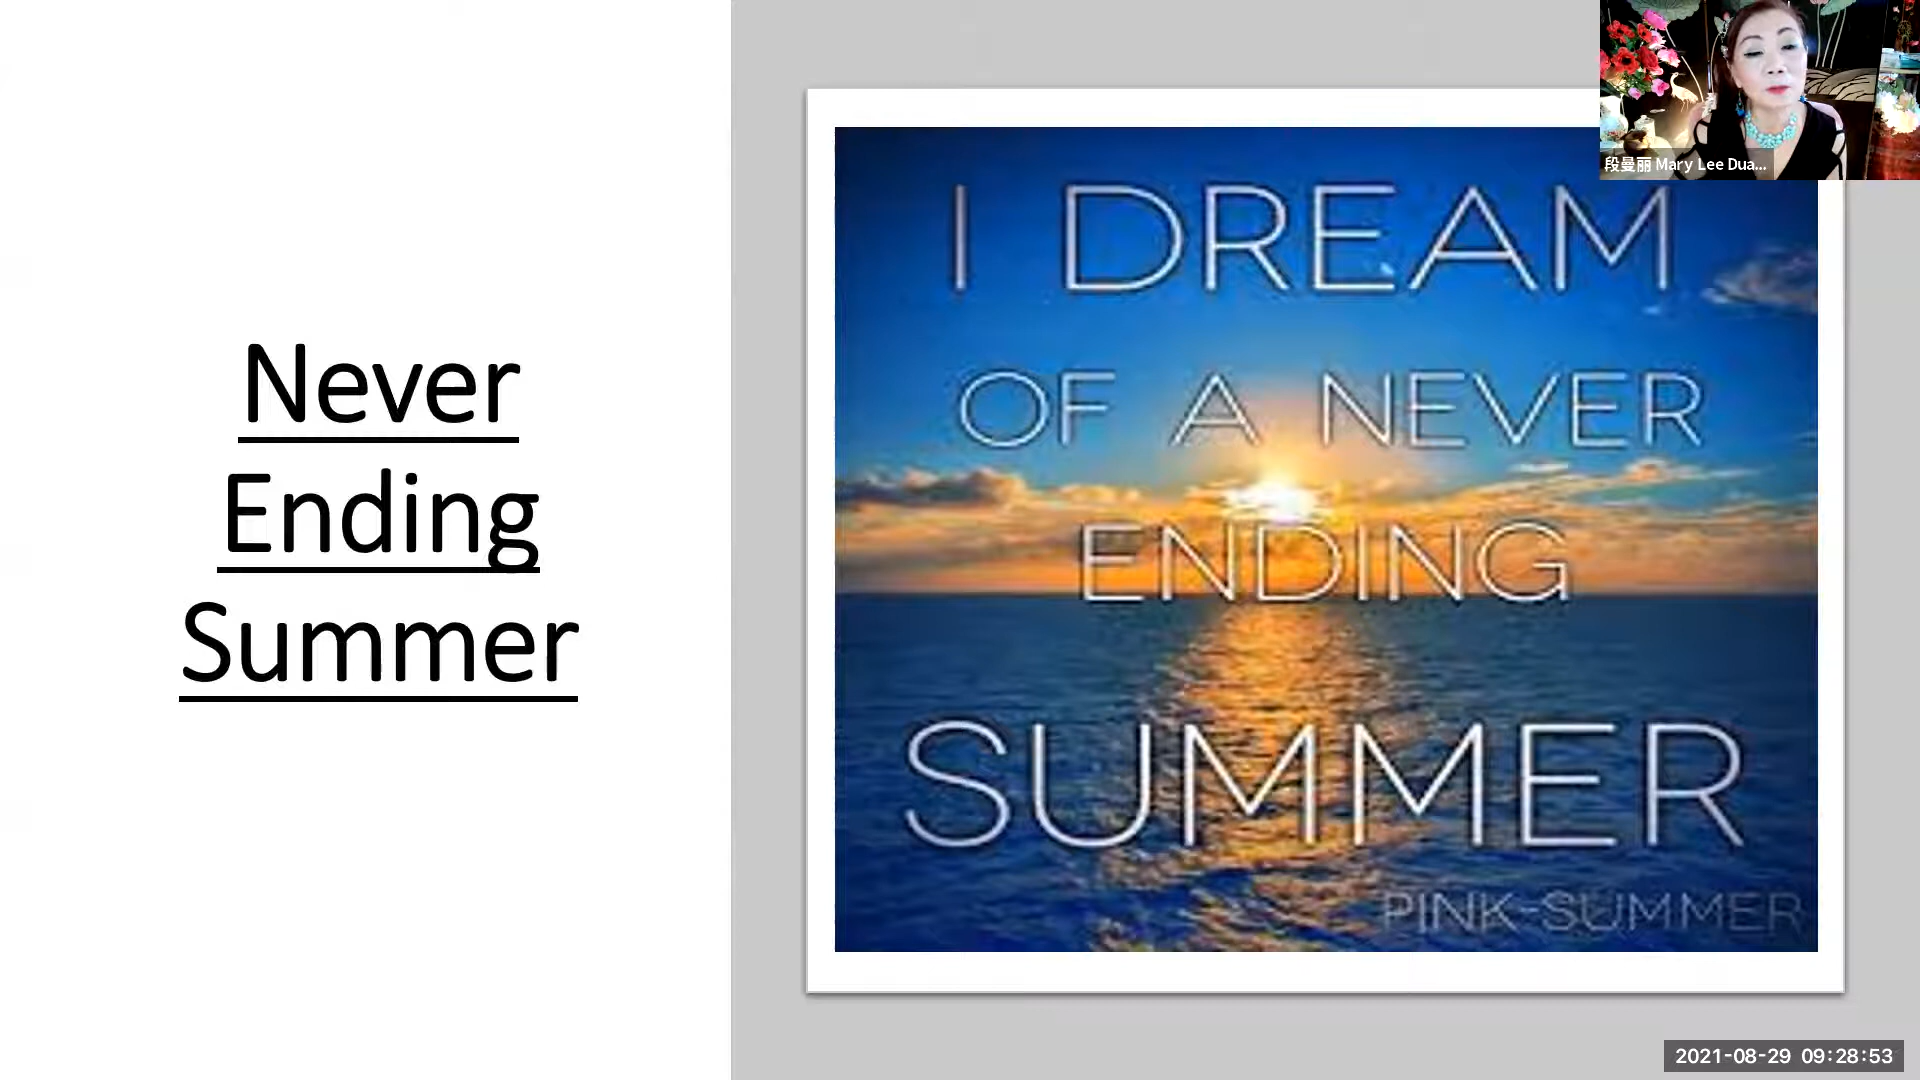 Never
Ending
Summer
I DREAM
OF A NEVER
ENDING
SUMMER
PINK-SUMMER
段曼丽 Mary Lee Dua...
2021-08-29 09:28:53